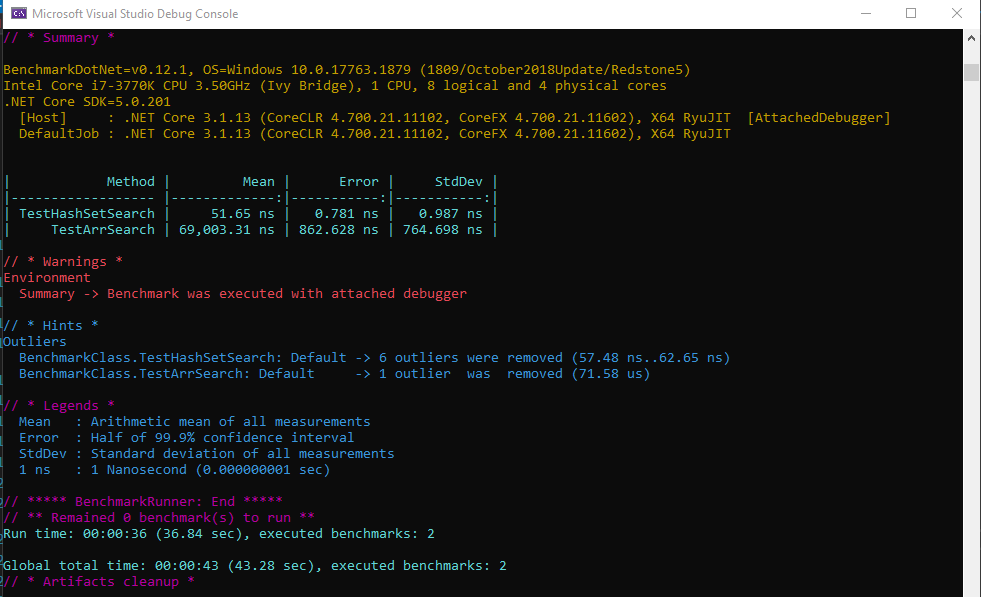 Microsoft Visual Studio Debug Console
// * Summary *
BenchmarkDotNet=v0.12.1, OS=Windows 10.0.17763.1879 (1809/October2018Update/Redstone5)
Intel Core i7-3770K CPU 3.50GHz (Ivy Bridge), 1 CPU, 8 logical and 4 physical cores
.NET Core SDK=5.0.201
  [Host]     : .NET Core 3.1.13 (CoreCLR 4.700.21.11102, CoreFX 4.700.21.11602), X64 RyuJIT  [AttachedDebugger]
  DefaultJob : .NET Core 3.1.13 (CoreCLR 4.700.21.11102, CoreFX 4.700.21.11602), X64 RyuJIT
|            Method |         Mean |      Error |     StdDev |
|------------------ |-------------:|-----------:|-----------:|
| TestHashSetSearch |     51.65 ns |   0.781 ns |   0.987 ns |
|     TestArrSearch | 69,003.31 ns | 862.628 ns | 764.698 ns |
// * Warnings *
Environment
  Summary -> Benchmark was executed with attached debugger
// * Hints *
Outliers
  BenchmarkClass.TestHashSetSearch: Default -> 6 outliers were removed (57.48 ns..62.65 ns)
  BenchmarkClass.TestArrSearch: Default     -> 1 outlier  was  removed (71.58 us)
// * Legends *
  Mean   : Arithmetic mean of all measurements
  Error  : Half of 99.9% confidence interval
  StdDev : Standard deviation of all measurements
  1 ns   : 1 Nanosecond (0.000000001 sec)
// ***** BenchmarkRunner: End *****
// ** Remained 0 benchmark(s) to run **
Run time: 00:00:36 (36.84 sec), executed benchmarks: 2
Global total time: 00:00:43 (43.28 sec), executed benchmarks: 2
// * Artifacts cleanup *